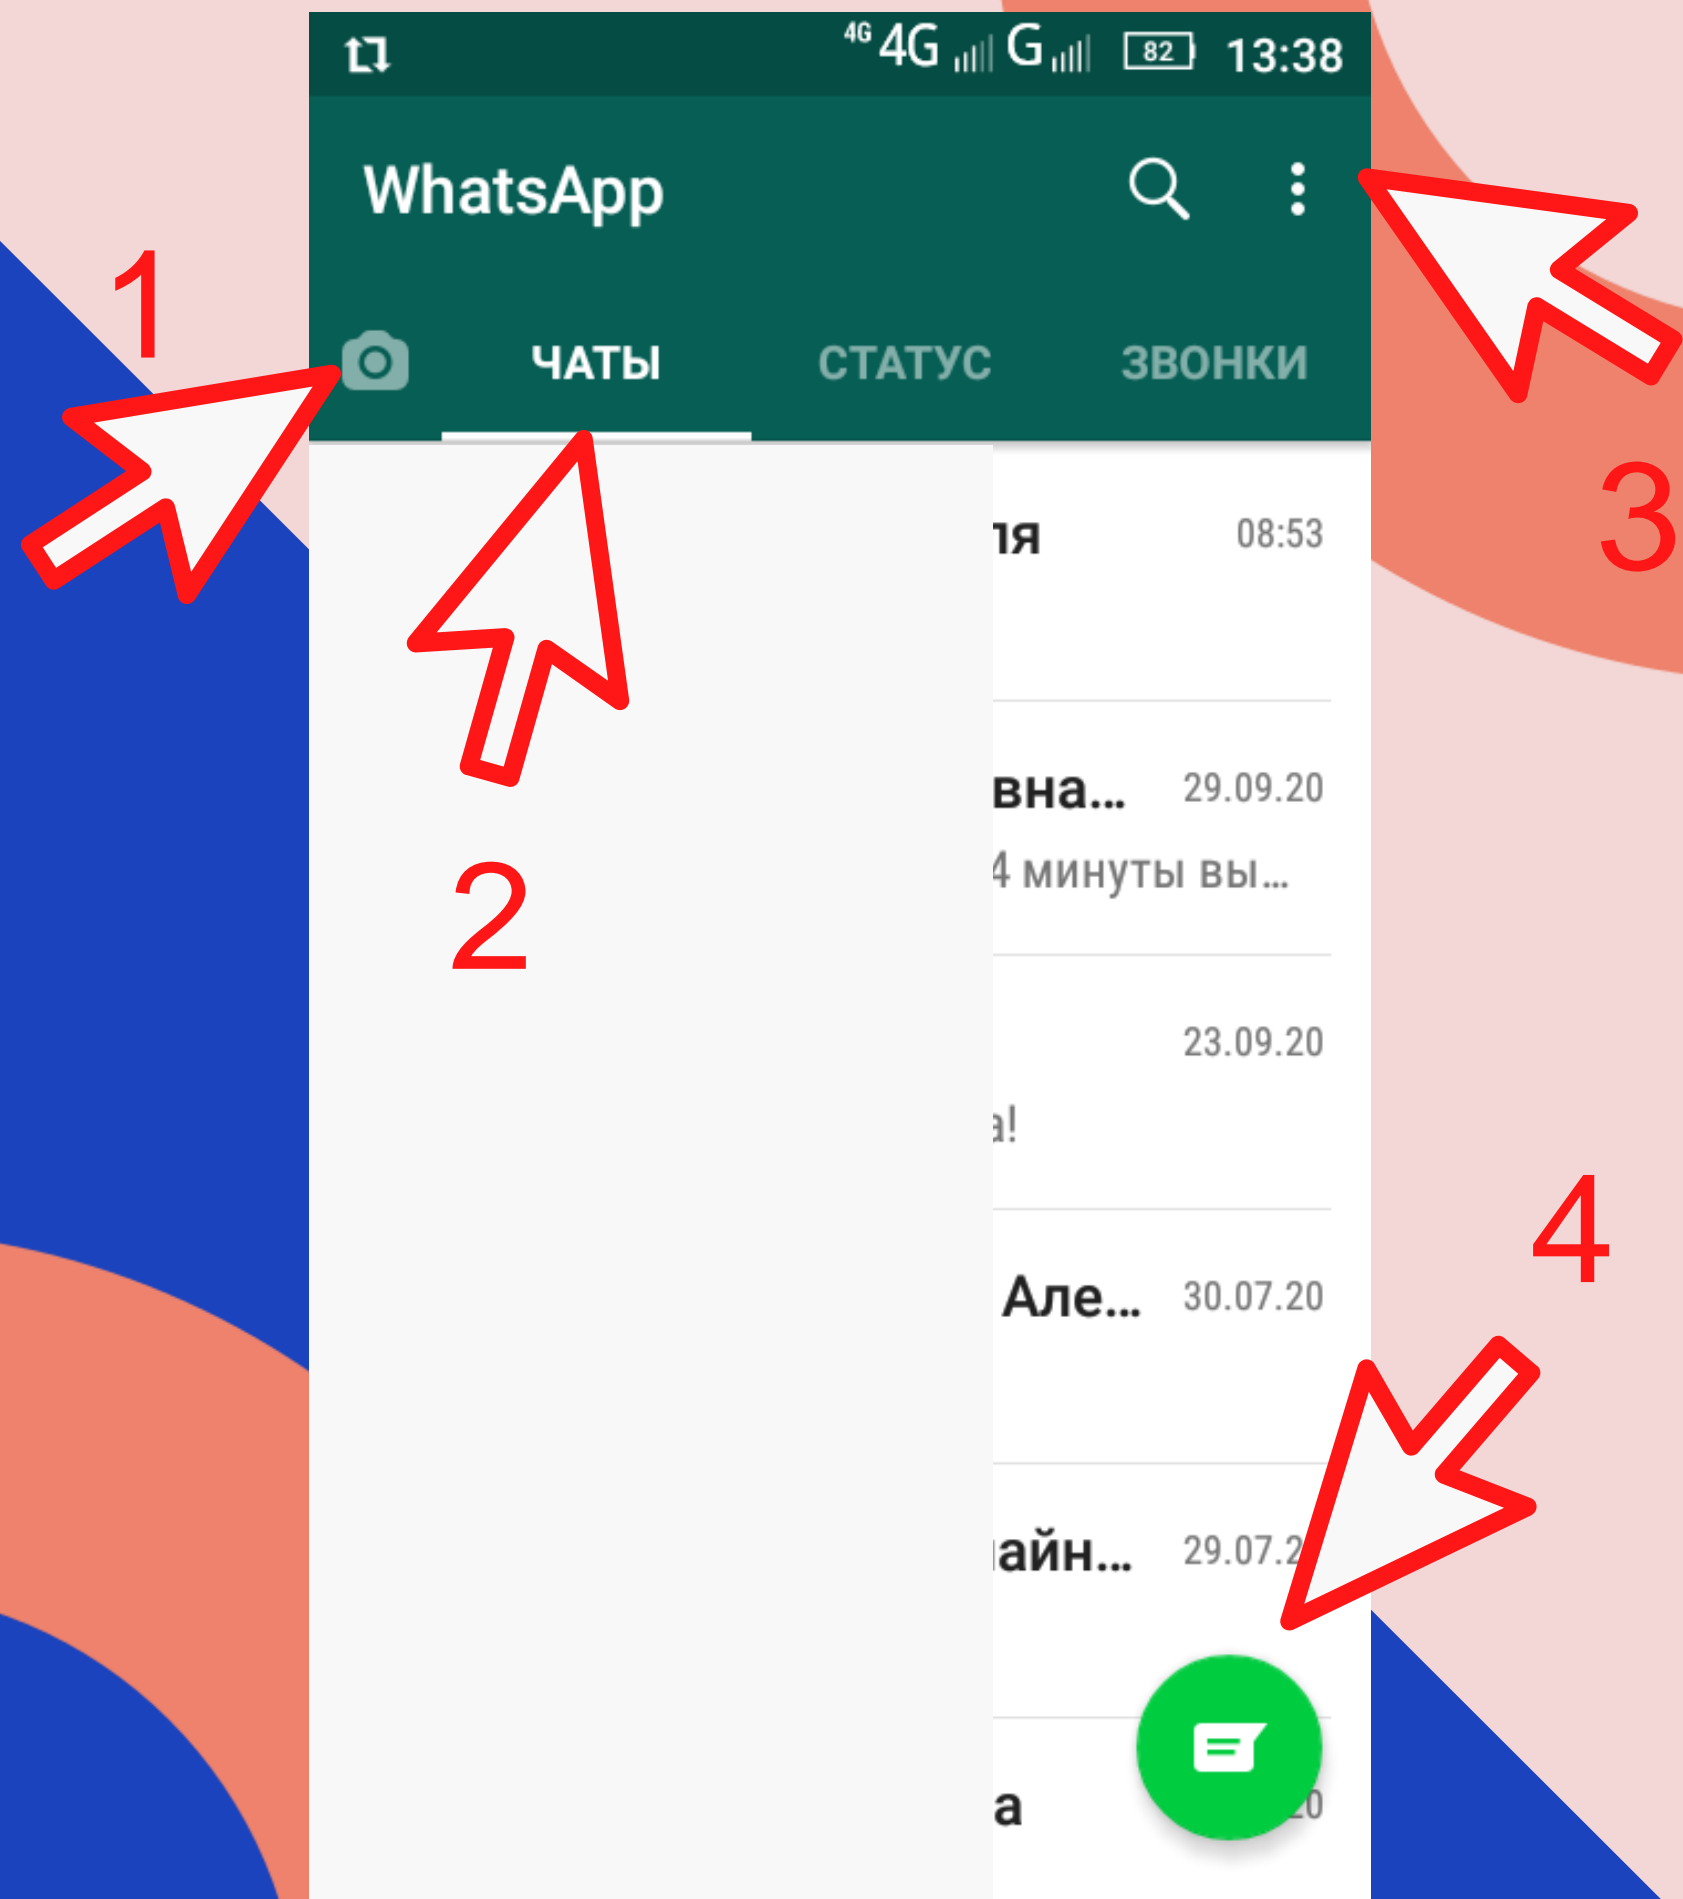 4G 4G G 82 13:38
WhatsApp
1
ЧАТЫ СТАТУС ЗВОНКИ
3
08:53
2
вна... 29.09.20
4 минуты вы...
23.09.20
а!
4
Але... 30.07.20
айн... 29.07.2
а 20